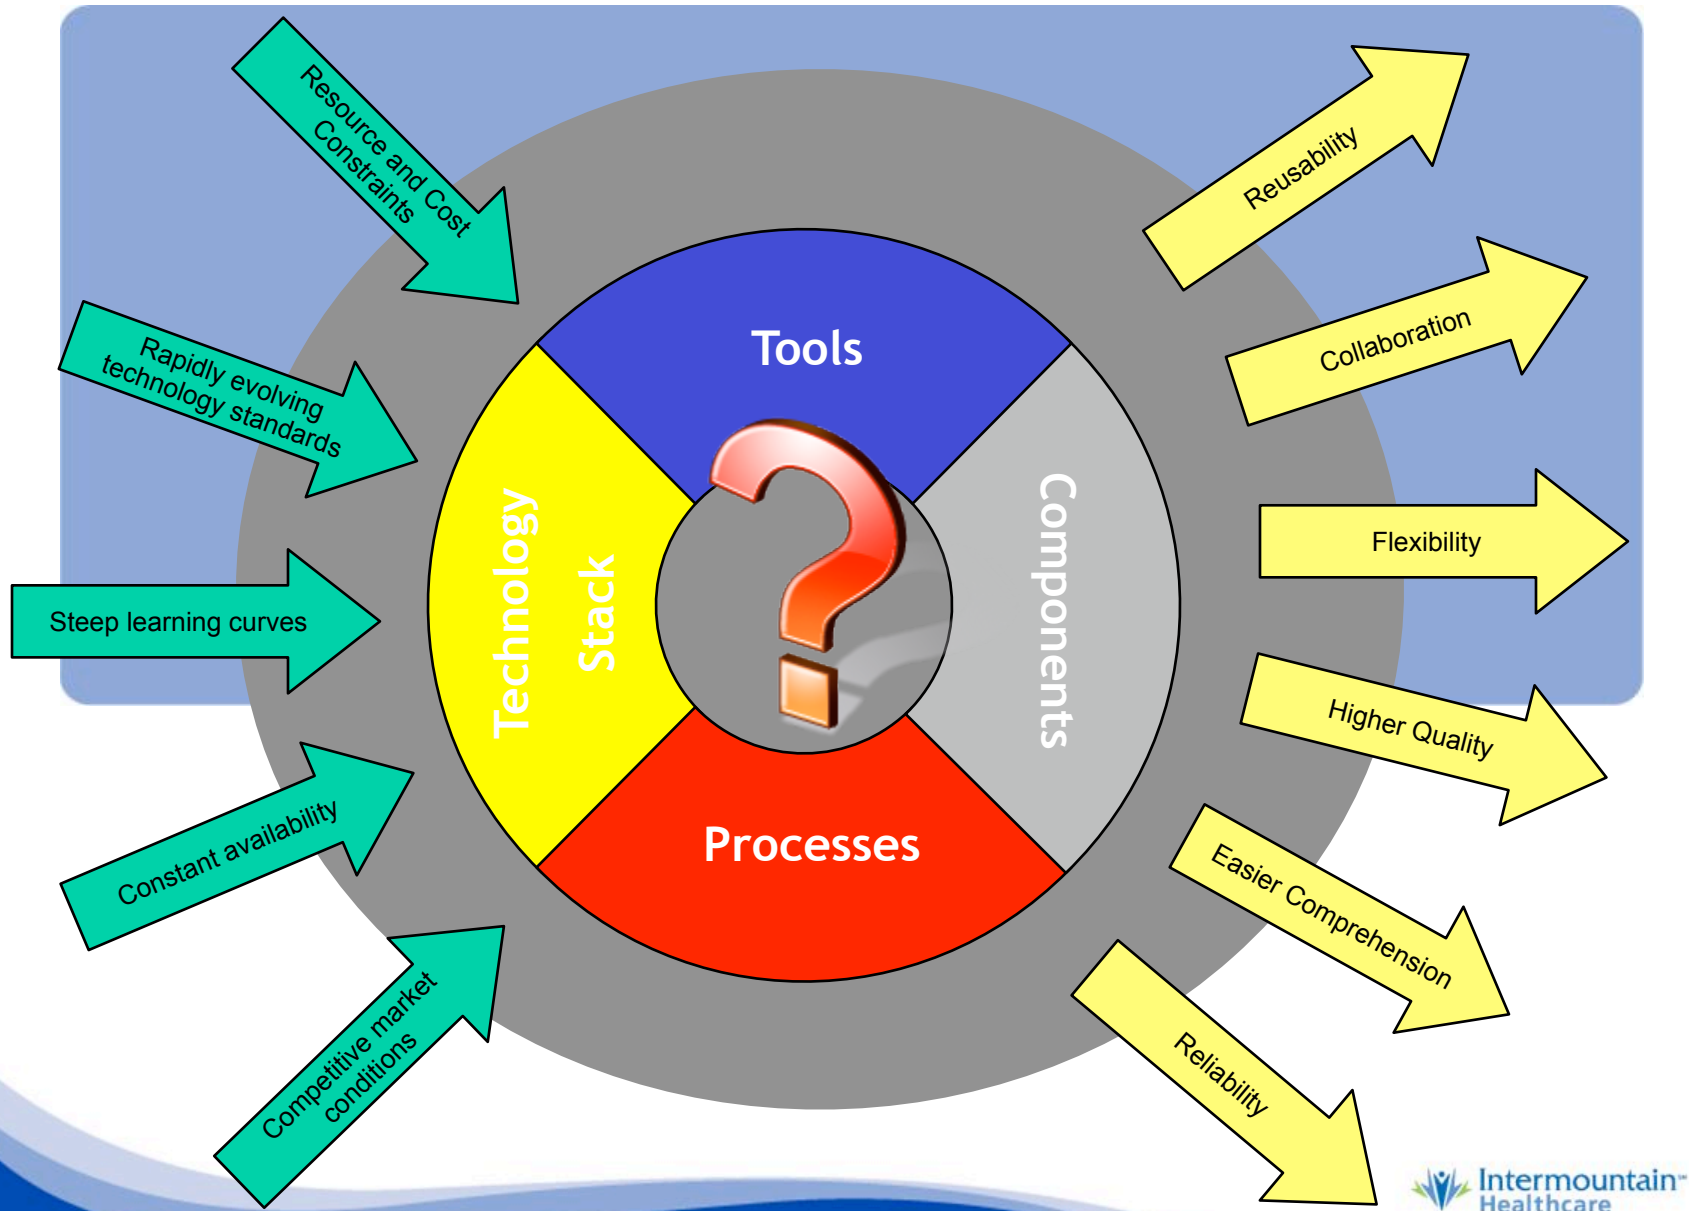 Resource and Cost
Constraints
Rapidly evolving
technology standards
Steep learning curves
Constant availability
Competitive market
conditions
Tools
Technology
Stack
Components
Processes
Reusability
Collaboration
Flexibility
Higher Quality
Easier Comprehension
Reliability
Intermountain
Healthcare